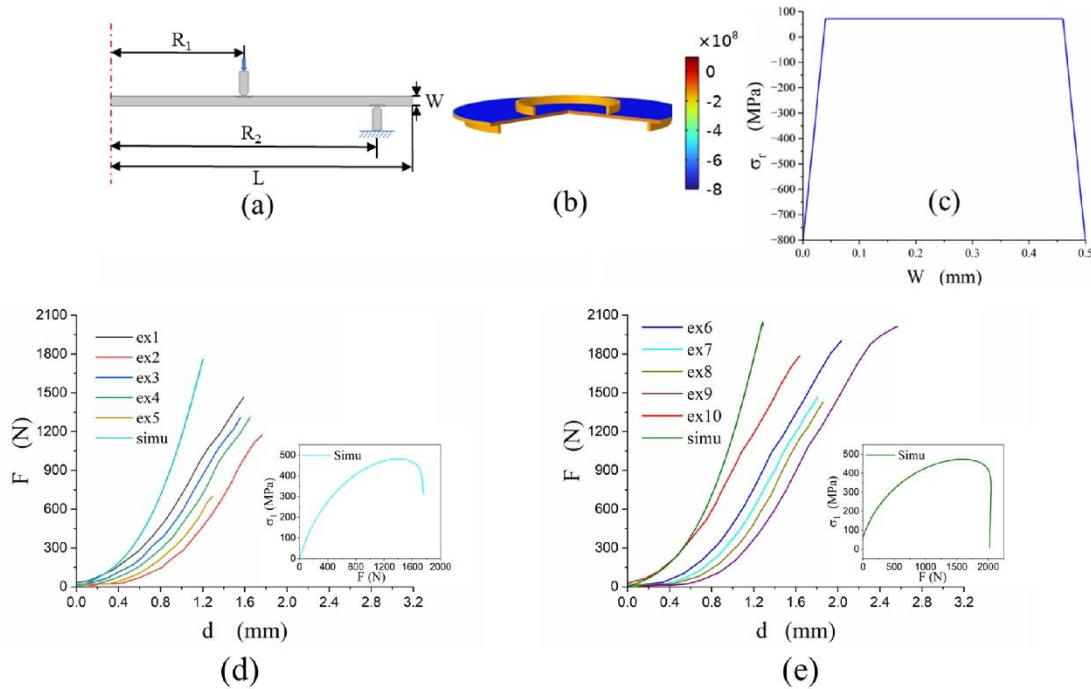 R1
W
R2
L
(a)
×10⁸
0
-2
-4
-6
-8
(b)
100
0
−100
−200
−300
−400
−500
−600
−700
−800
σr (MPa)
0.0 0.1 0.2 0.3 0.4 0.5
W (mm)
(c)
2100
1800
1500
1200
900
600
300
0
F (N)
ex1
ex2
ex3
ex4
ex5
simu
500
400
300
200
100
0
σ1 (MPa)
Simu
0 400 800 1200 1600 2000
F (N)
0.0 0.4 0.8 1.2 1.6 2.0 2.4 2.8 3.2
d (mm)
(d)
2100
1800
1500
1200
900
600
300
0
F (N)
ex6
ex7
ex8
ex9
ex10
simu
500
400
300
200
100
0
σ1 (MPa)
Simu
0 500 1000 1500 2000
F (N)
0.0 0.4 0.8 1.2 1.6 2.0 2.4 2.8 3.2
d (mm)
(e)